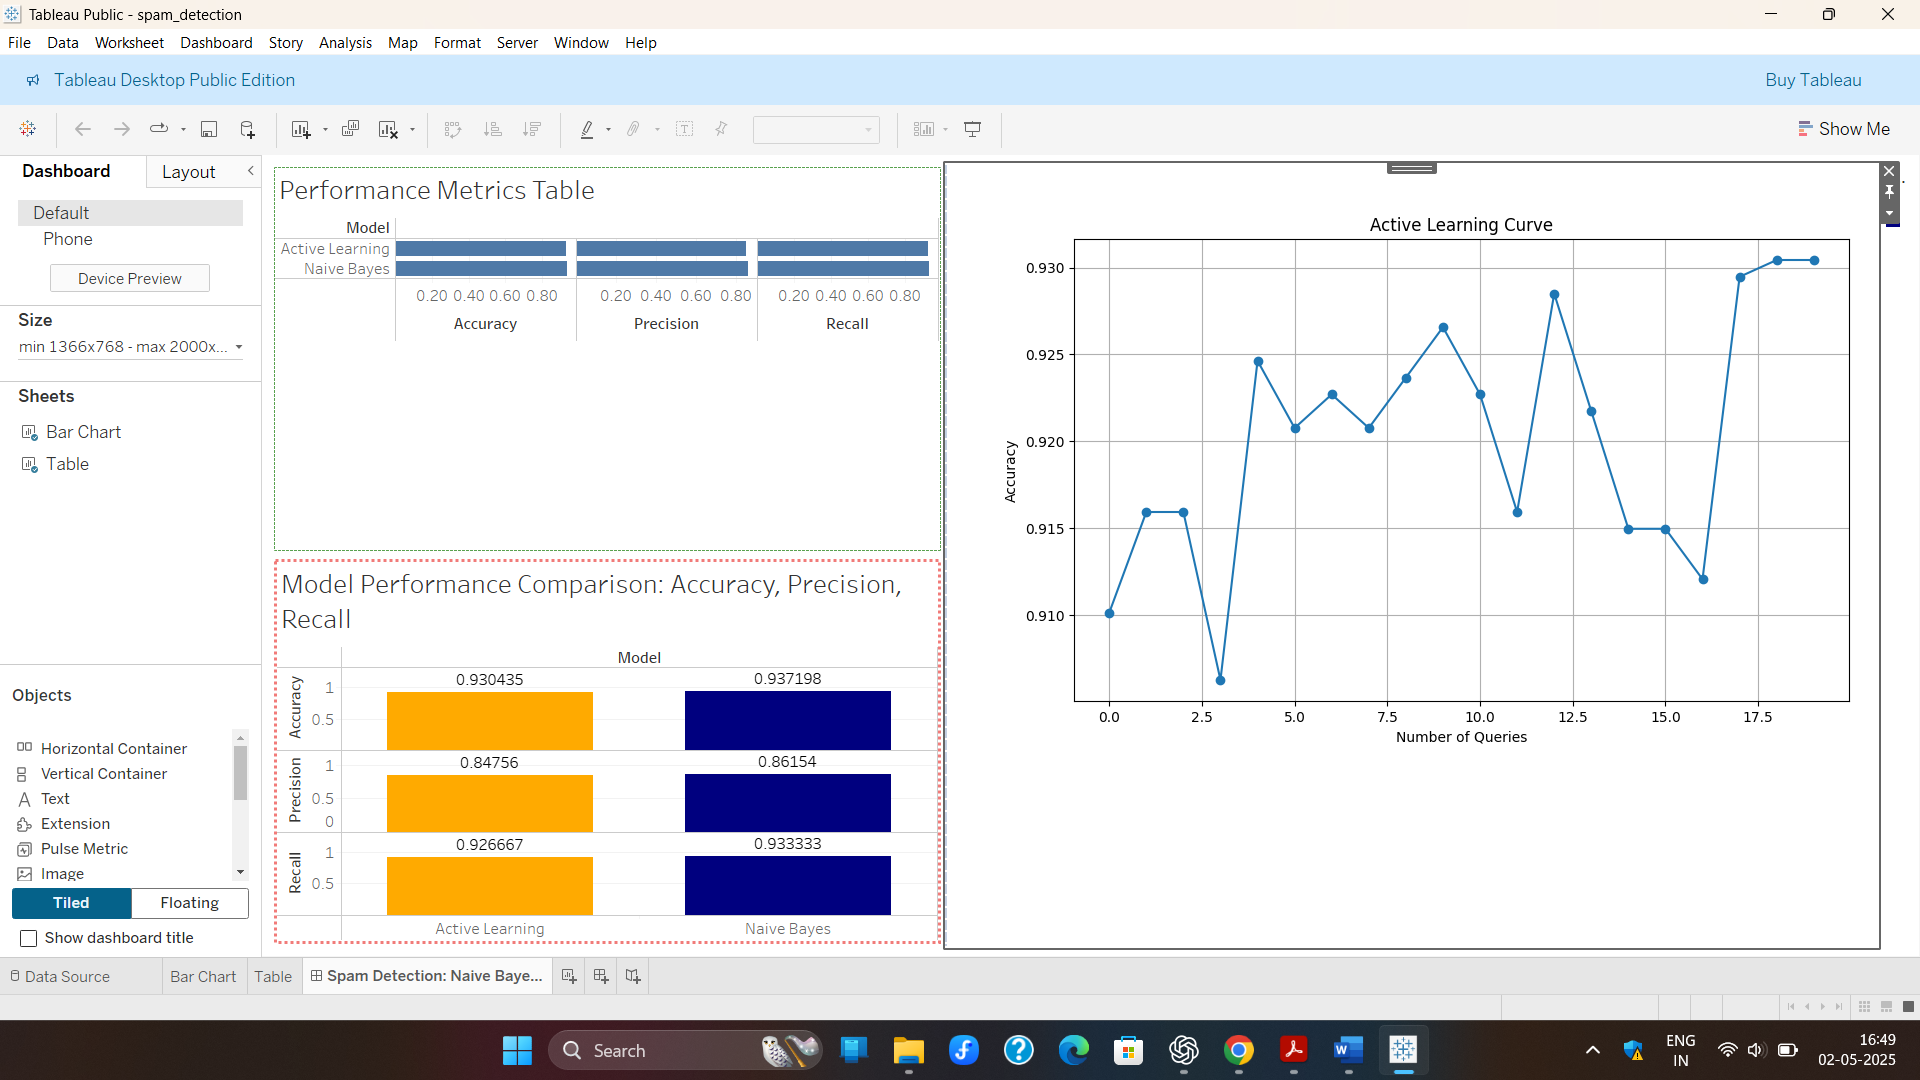 Tableau Public - spam_detection
File Data Worksheet Dashboard Story Analysis Map Format Server Window Help
Tableau Desktop Public Edition
Buy Tableau
Show Me
Dashboard
Layout
Default
Phone
Device Preview
Size
min 1366x768 - max 2000x...
Sheets
Bar Chart
Table
Objects
Horizontal Container
Vertical Container
Text
Extension
Pulse Metric
Image
Tiled
Floating
Show dashboard title
Performance Metrics Table
Model
Active Learning
Naive Bayes
0.20 0.40 0.60 0.80
0.20 0.40 0.60 0.80
0.20 0.40 0.60 0.80
Accuracy
Precision
Recall
Model Performance Comparison: Accuracy, Precision,
Recall
Model
Accuracy
1
0.5
0.930435
0.937198
Precision
1
0.5
0
0.84756
0.86154
Recall
1
0.5
0.926667
0.933333
Active Learning
Naive Bayes
Active Learning Curve
Accuracy
0.930
0.925
0.920
0.915
0.910
0.0 2.5 5.0 7.5 10.0 12.5 15.0 17.5
Number of Queries
Data Source
Bar Chart
Table
Spam Detection: Naive Baye...
Search
ENG
IN
16:49
02-05-2025